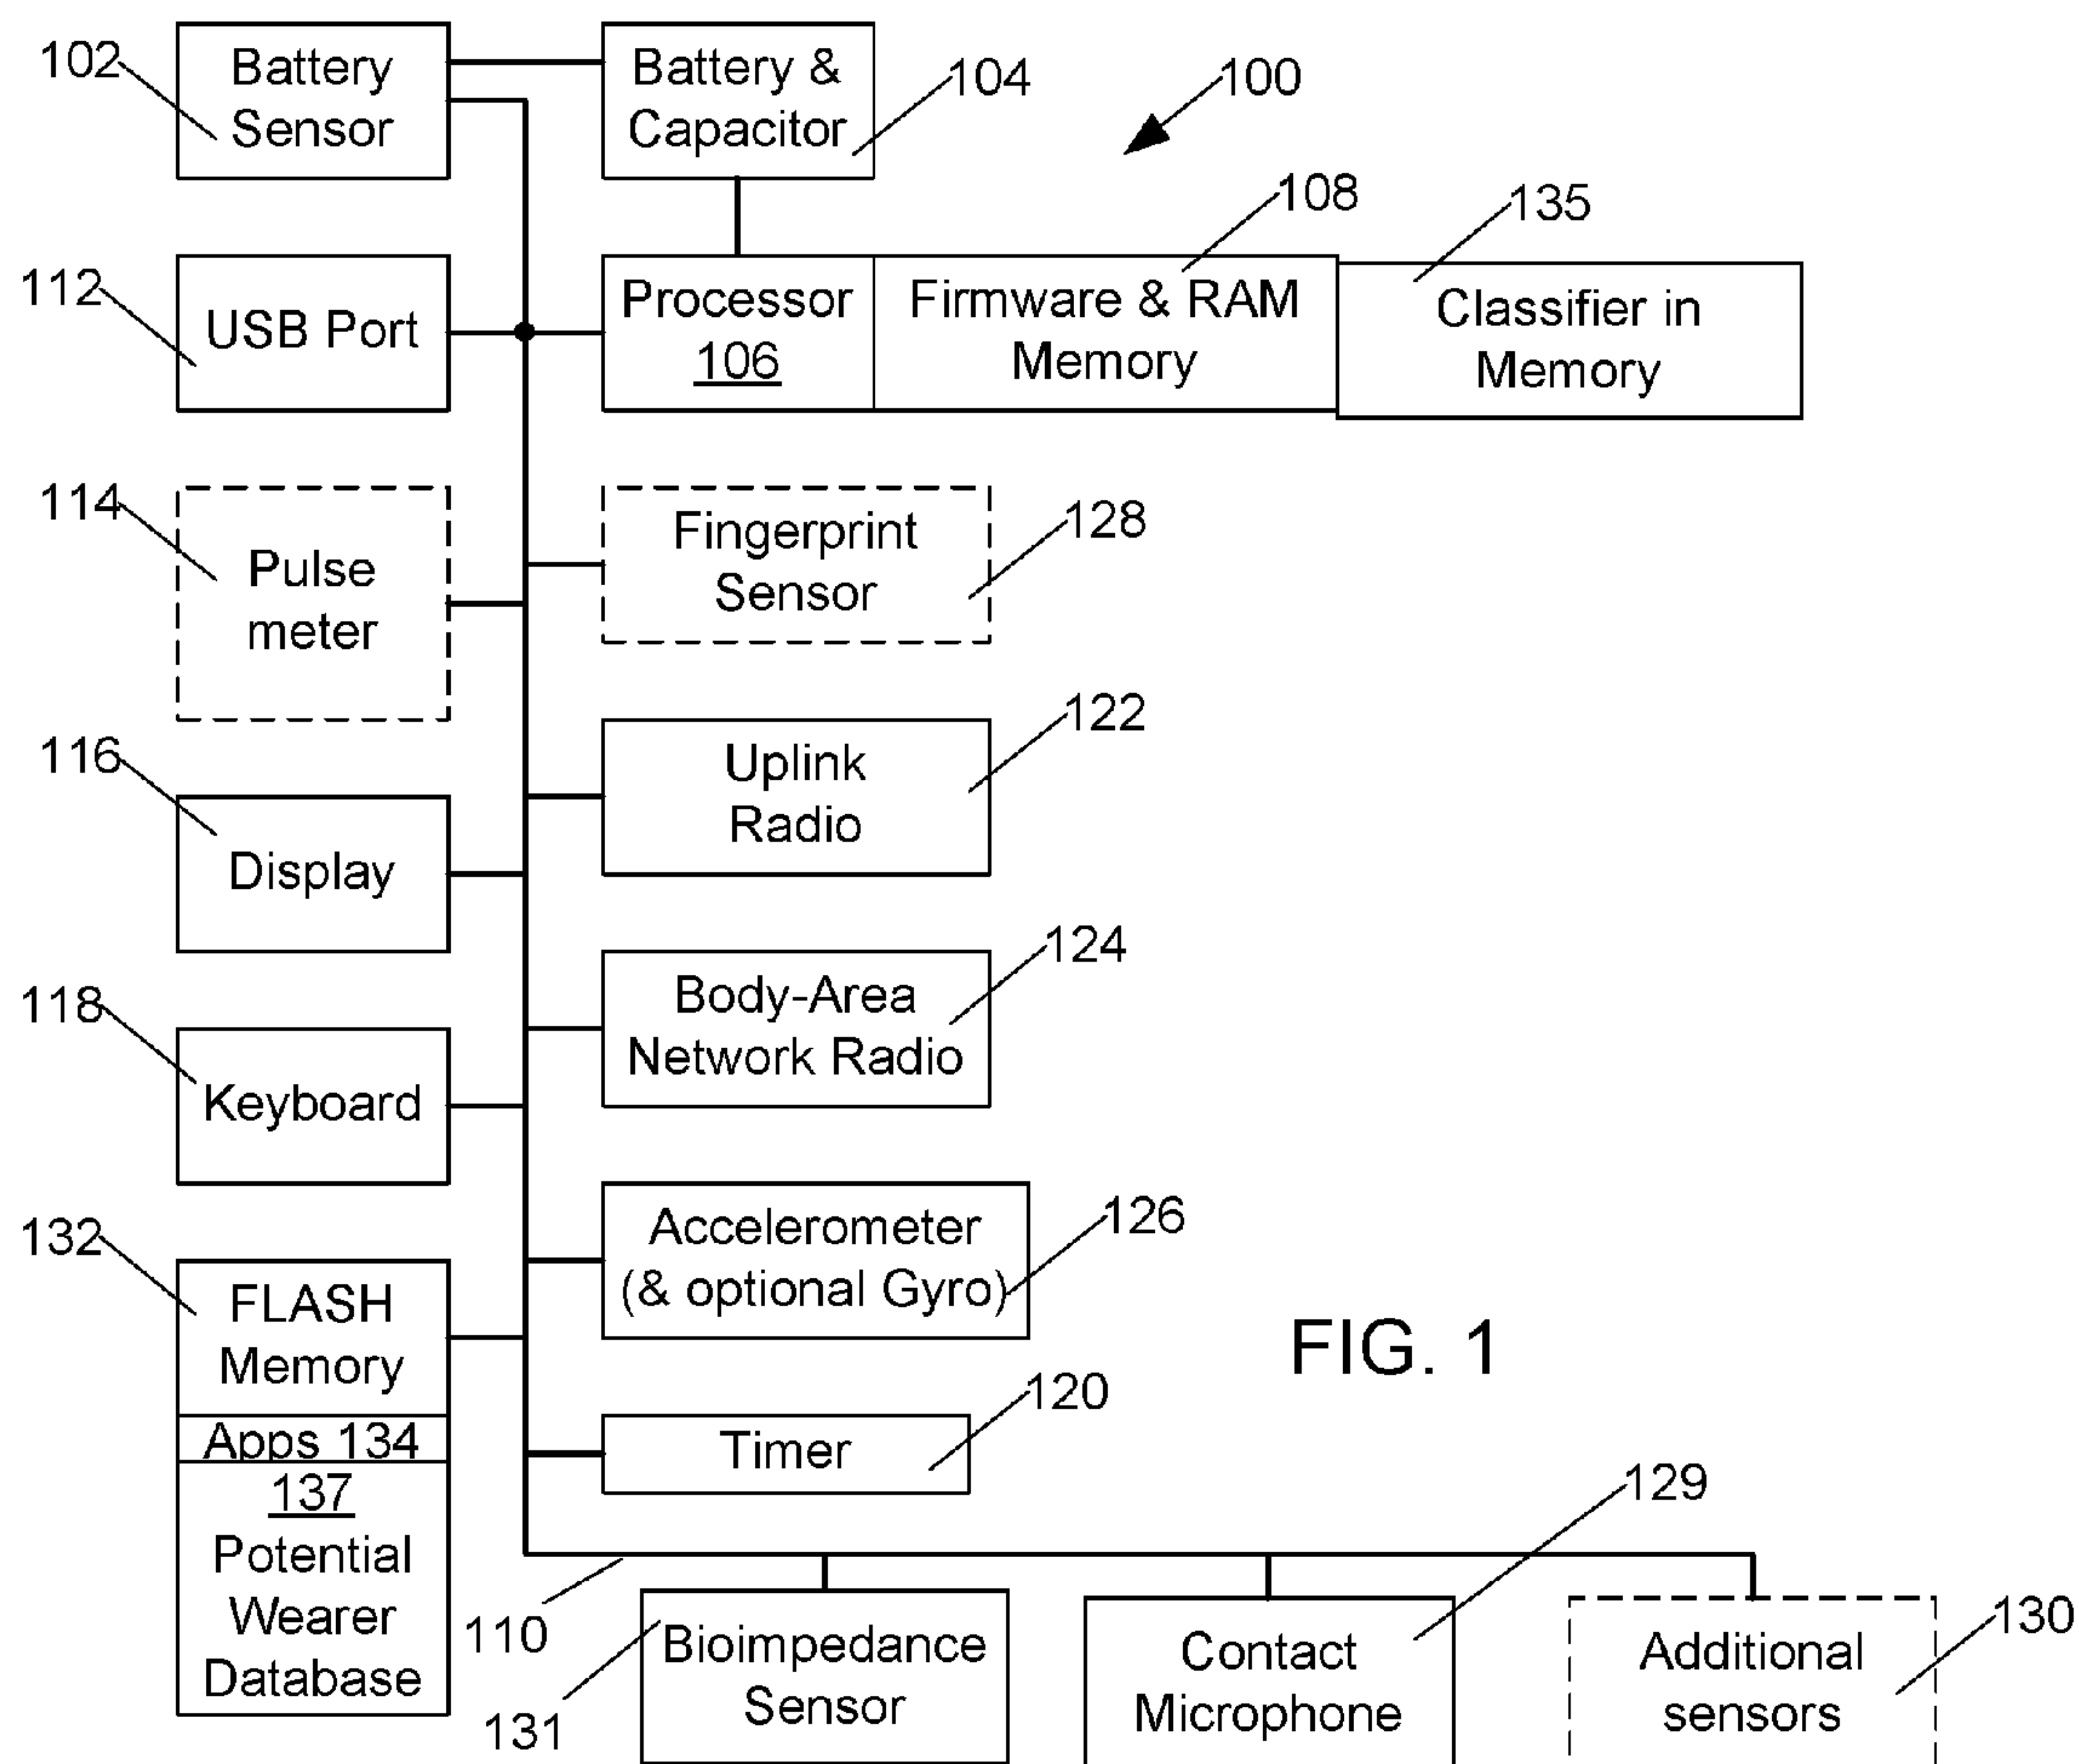 102
Battery
Sensor
Battery &
Capacitor
104
100
108
135
112
USB Port
Processor
106
Firmware & RAM
Memory
Classifier in
Memory
114
Pulse
meter
Fingerprint
Sensor
128
116
Display
Uplink
Radio
122
118
Keyboard
Body-Area
Network Radio
124
132
FLASH
Memory
Accelerometer
(& optional Gyro)
126
FIG. 1
Apps 134
Timer
120
137
Potential
Wearer
Database
110
131
Bioimpedance
Sensor
129
Contact
Microphone
130
Additional
sensors